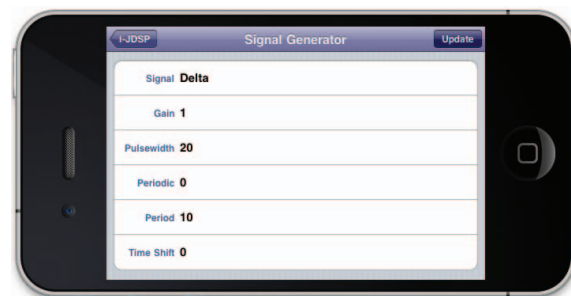 i-JDSP Signal Generator Update
Signal Delta
Gain 1
Pulsewidth 20
Periodic 0
Period 10
Time Shift 0